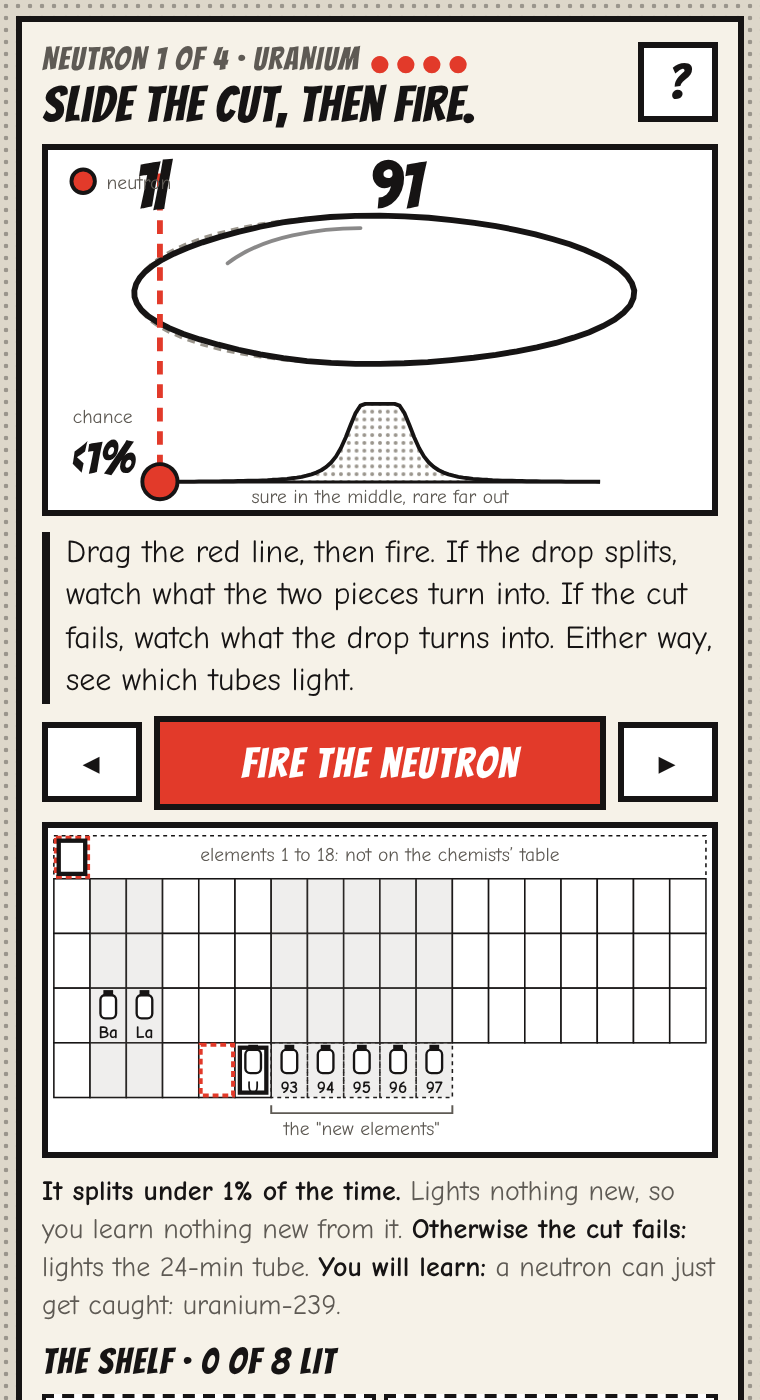 NEUTRON 1 OF 4 · URANIUM
SLIDE THE CUT, THEN FIRE.
?
neutron
1
91
chance
<1%
sure in the middle, rare far out
Drag the red line, then fire. If the drop splits,
watch what the two pieces turn into. If the cut
fails, watch what the drop turns into. Either way,
see which tubes light.
◄
FIRE THE NEUTRON
►
elements 1 to 18: not on the chemists' table
Ba La
U 93 94 95 96 97
the "new elements"
It splits under 1% of the time. Lights nothing new, so
you learn nothing new from it. Otherwise the cut fails:
lights the 24-min tube. You will learn: a neutron can just
get caught: uranium-239.
THE SHELF · 0 OF 8 LIT